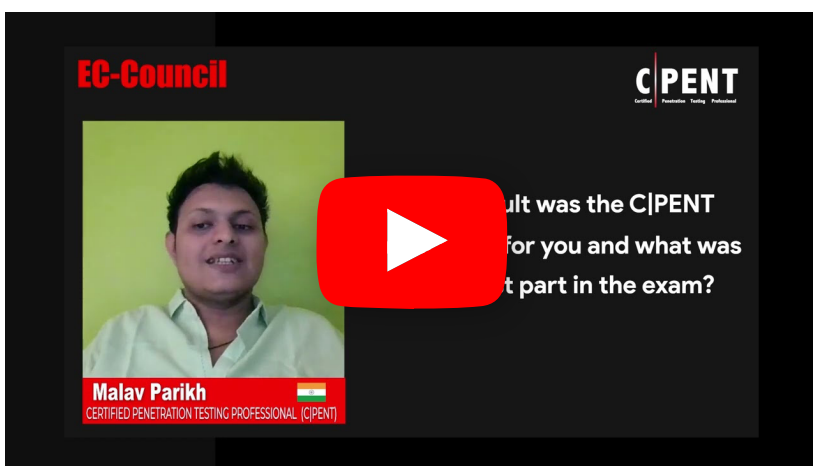 EC-Council
C|PENT
Certified Penetration Testing Professional
was the C|PENT
for you and what was
part in the exam?
Malav Parikh
CERTIFIED PENETRATION TESTING PROFESSIONAL (C|PENT)